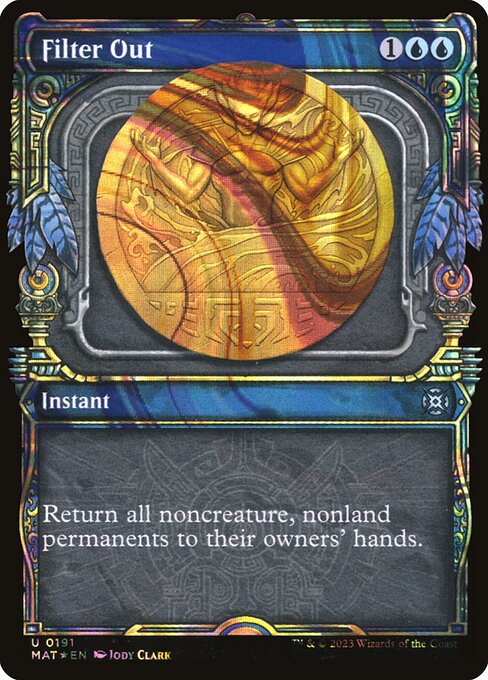 Filter Out
1
Instant
Return all noncreature, nonland
permanents to their owners' hands.
U 0191
MAT★EN Jody Clark
™ & © 2023 Wizards of the Coast